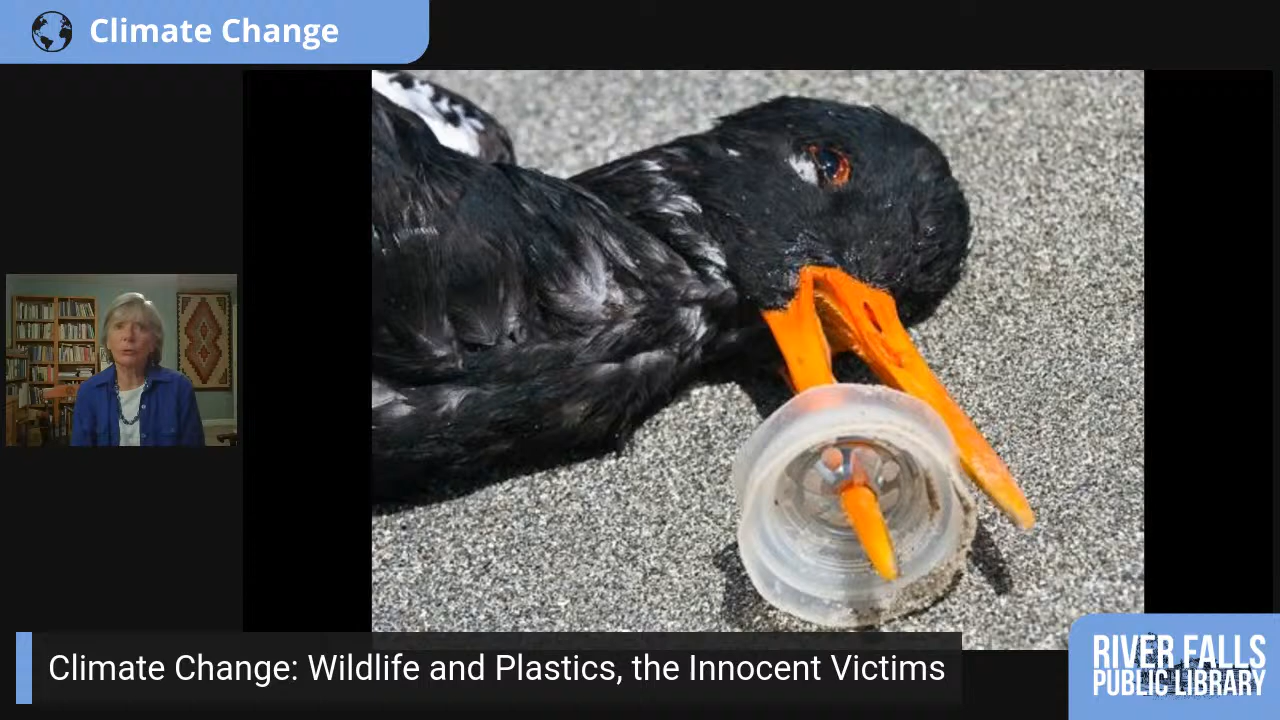 Climate Change
Climate Change: Wildlife and Plastics, the Innocent Victims
RIVER FALLS
PUBLIC LIBRARY